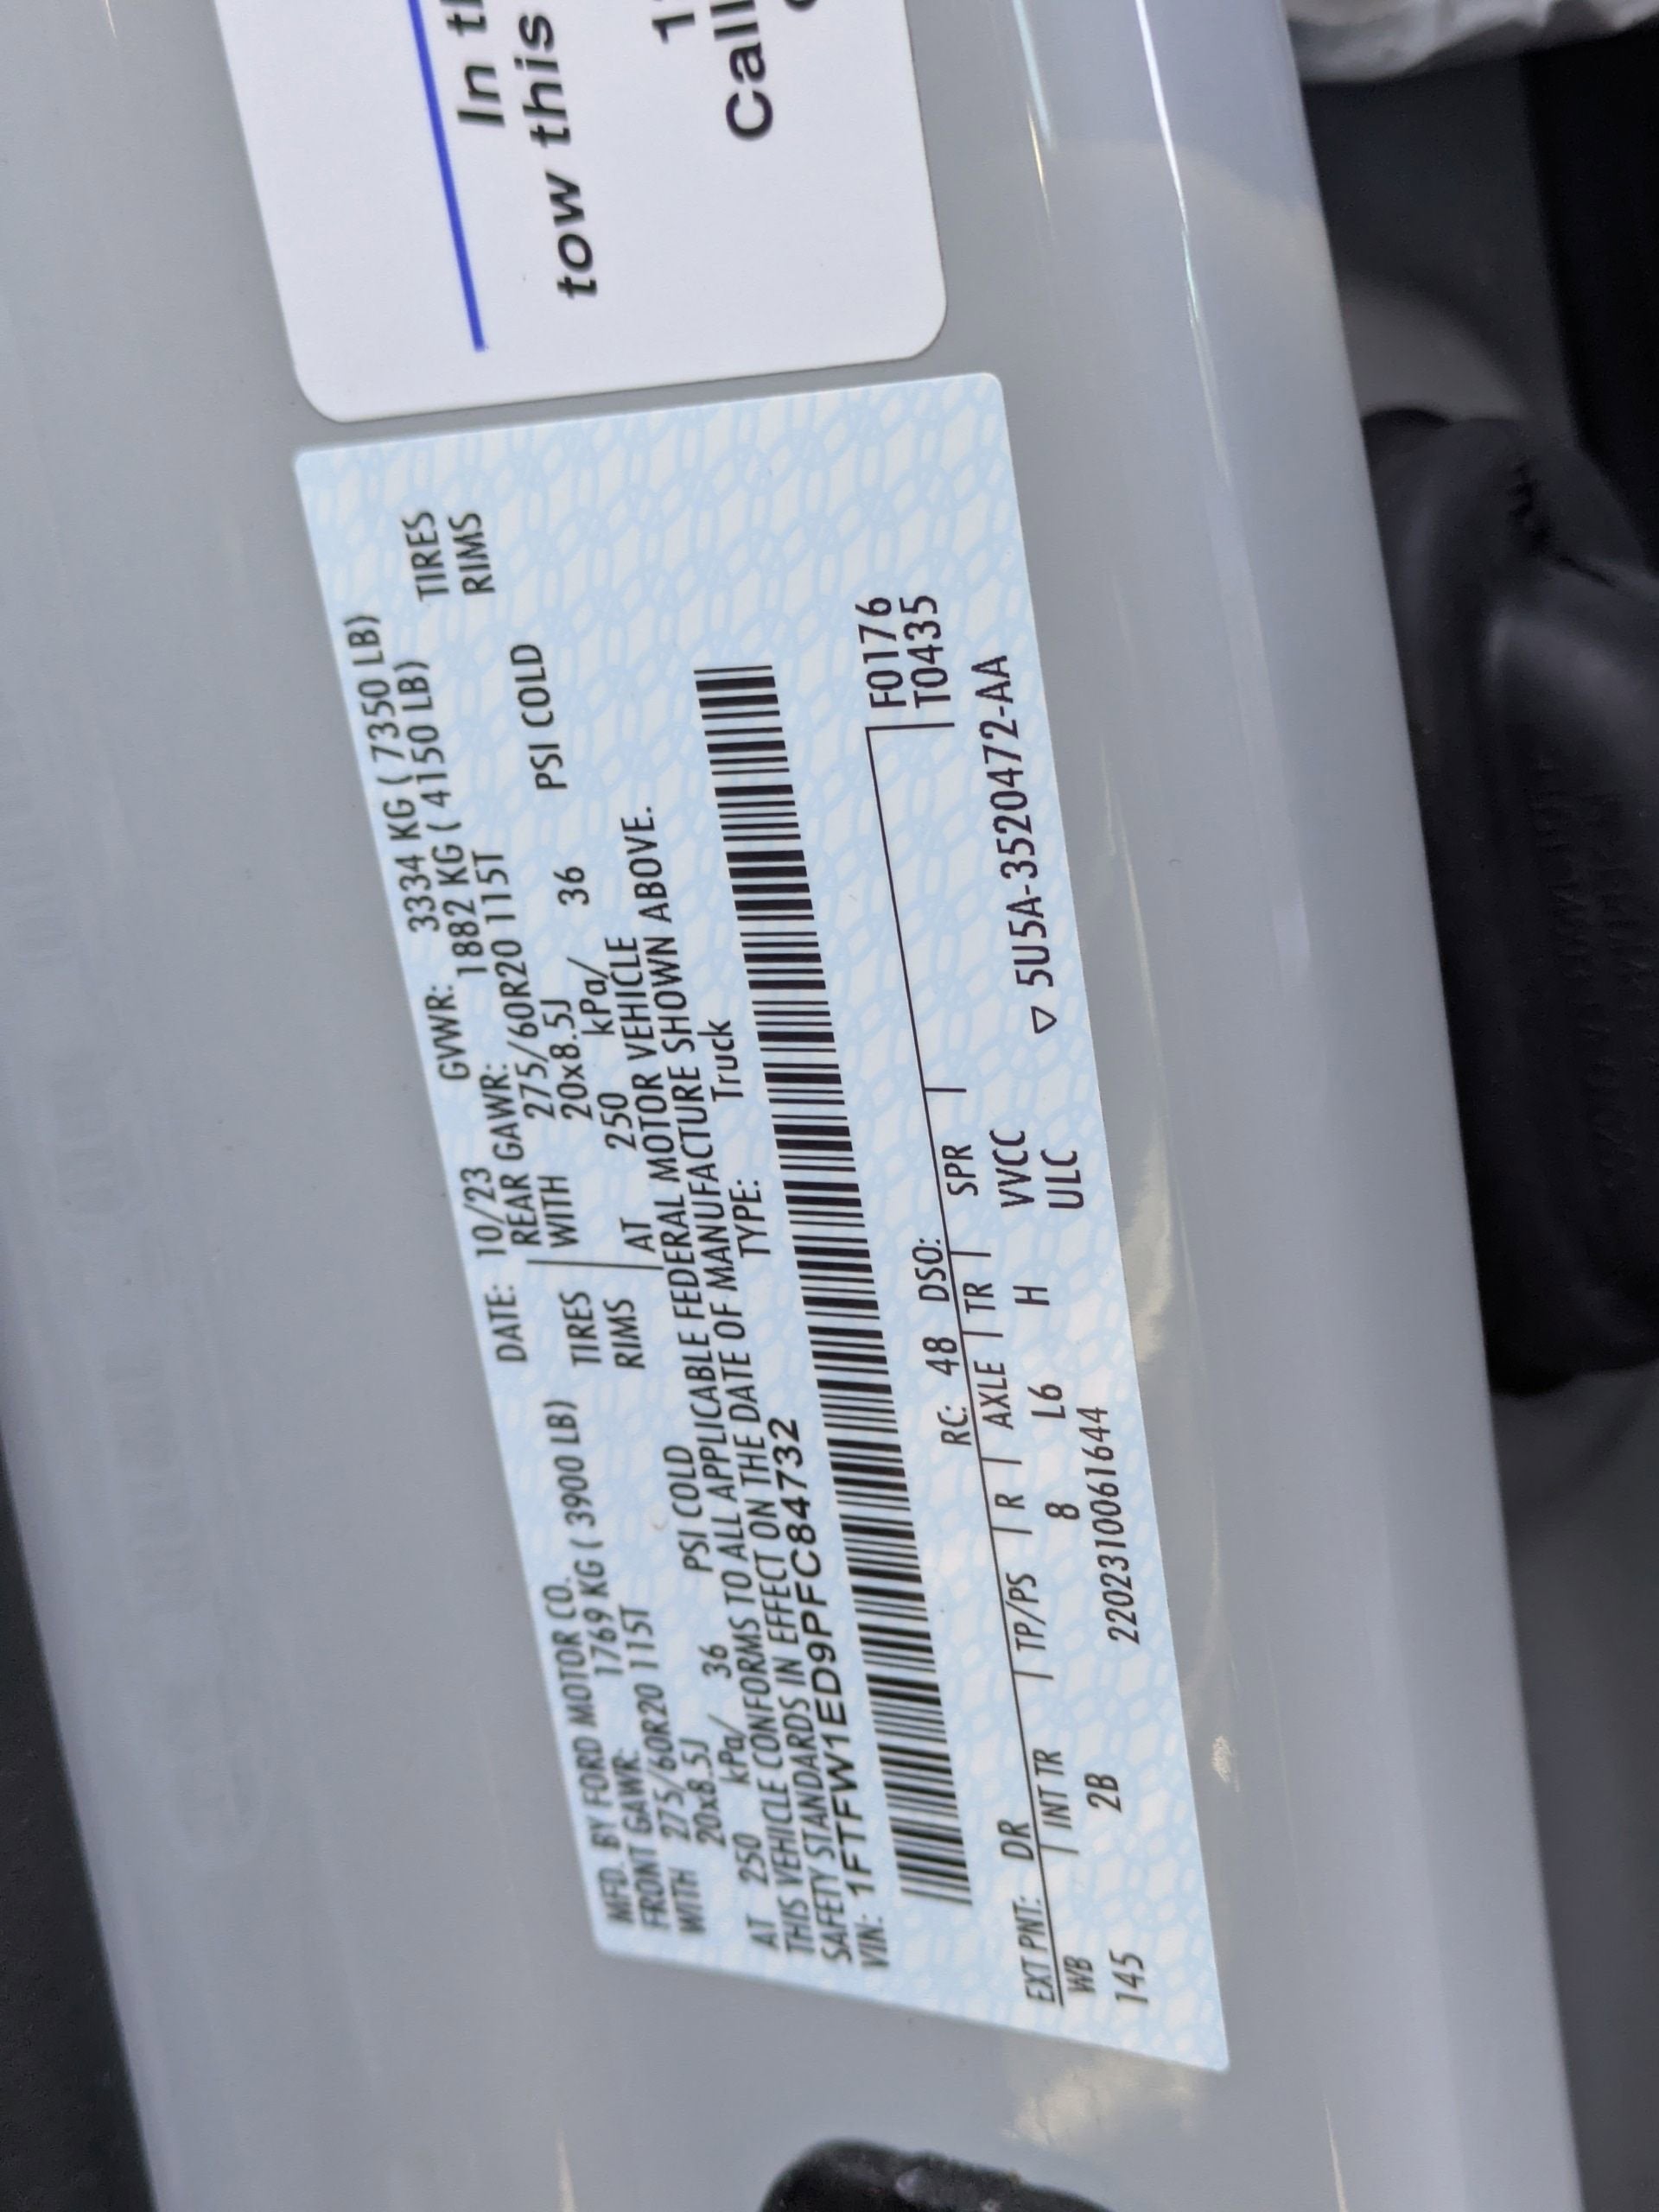 MFD. BY FORD MOTOR CO.
DATE: 10/23 GVWR: 3334 KG ( 7350 LB)
FRONT GAWR: 1769 KG ( 3900 LB) REAR GAWR: 1882 KG ( 4150 LB)
WITH 275/60R20 115T TIRES WITH 275/60R20 115T TIRES
WITH 20x8.5J RIMS 20x8.5J RIMS
AT 250 kPa/ 36 PSI COLD AT 250 kPa/ 36 PSI COLD
THIS VEHICLE CONFORMS TO ALL APPLICABLE FEDERAL MOTOR VEHICLE
SAFETY STANDARDS IN EFFECT ON THE DATE OF MANUFACTURE SHOWN ABOVE.
VIN: 1FTFW1ED9PFC84732 TYPE: Truck
F0176
T0435
EXT PNT: DR RC: 48 DSO:
WB INT TR TP/PS R AXLE TR SPR
145 2B 8 L6 H VVCC
2202310061644 ULC ▽ 5U5A-3520472-AA
In t
tow this
1
Call